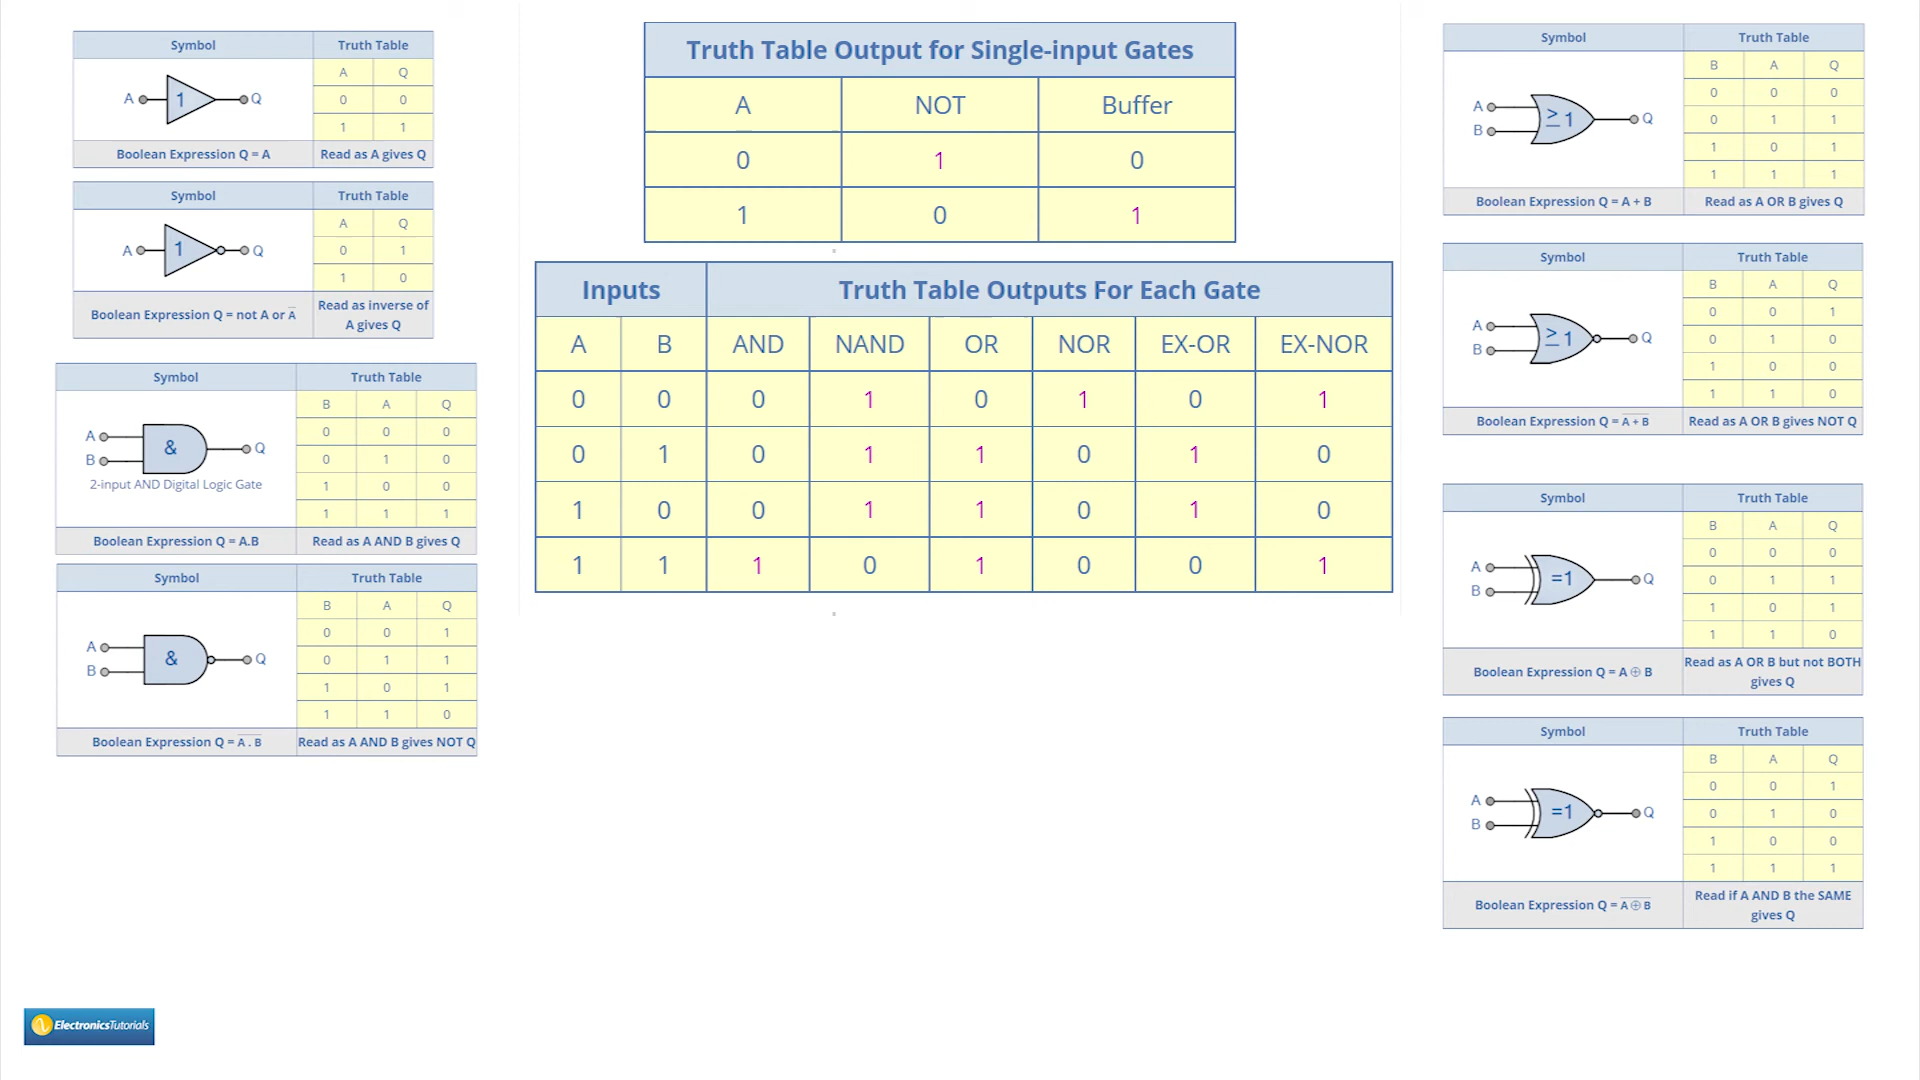 Symbol Truth Table
A 1 Q
A Q
0 0
1 1
Boolean Expression Q = A Read as A gives Q
Symbol Truth Table
A 1 Q
A Q
0 1
1 0
Boolean Expression Q = not A or A̅ Read as inverse of
A gives Q
Symbol Truth Table
A B & Q
2-input AND Digital Logic Gate
B A Q
0 0 0
0 1 0
1 0 0
1 1 1
Boolean Expression Q = A.B Read as A AND B gives Q
Symbol Truth Table
A B & Q
B A Q
0 0 1
0 1 1
1 0 1
1 1 0
Boolean Expression Q = A̅ .̅ B̅ Read as A AND B gives NOT Q
Truth Table Output for Single-input Gates
A NOT Buffer
0 1 0
1 0 1
Inputs Truth Table Outputs For Each Gate
A B AND NAND OR NOR EX-OR EX-NOR
0 0 0 1 0 1 0 1
0 1 0 1 1 0 1 0
1 0 0 1 1 0 1 0
1 1 1 0 1 0 0 1
Symbol Truth Table
A B ≥1 Q
B A Q
0 0 0
0 1 1
1 0 1
1 1 1
Boolean Expression Q = A + B Read as A OR B gives Q
Symbol Truth Table
A B ≥1 Q
B A Q
0 0 1
0 1 0
1 0 0
1 1 0
Boolean Expression Q = A̅ +̅ B̅ Read as A OR B gives NOT Q
Symbol Truth Table
A B =1 Q
B A Q
0 0 0
0 1 1
1 0 1
1 1 0
Boolean Expression Q = A ⊕ B Read as A OR B but not BOTH
gives Q
Symbol Truth Table
A B =1 Q
B A Q
0 0 1
0 1 0
1 0 0
1 1 1
Boolean Expression Q = A̅ ⊕̅ B̅ Read if A AND B the SAME
gives Q
ElectronicsTutorials